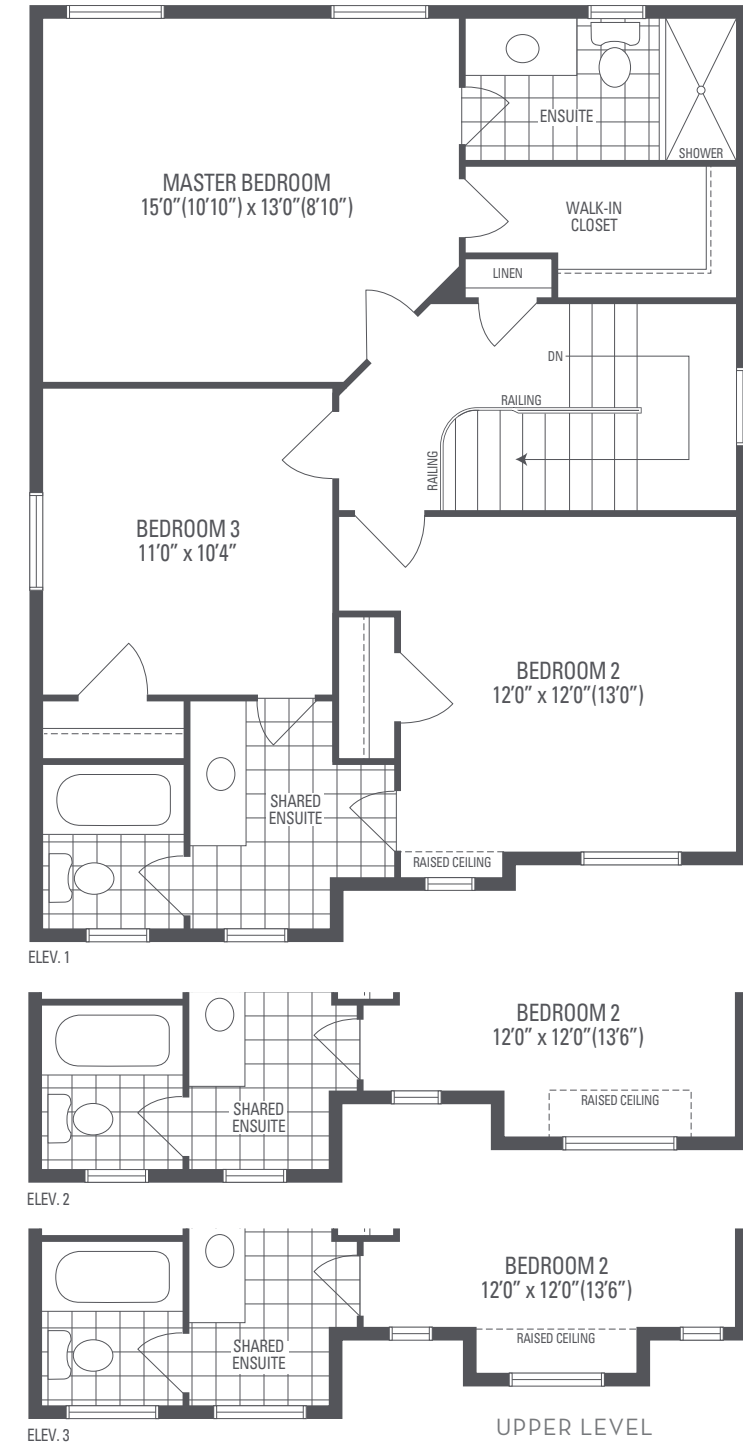 ENSUITE
SHOWER
MASTER BEDROOM
15'0"(10'10") x 13'0"(8'10")
WALK-IN
CLOSET
LINEN
DN
RAILING
RAILING
BEDROOM 3
11'0" x 10'4"
BEDROOM 2
12'0" x 12'0"(13'0")
SHARED
ENSUITE
RAISED CEILING
ELEV. 1
BEDROOM 2
12'0" x 12'0"(13'6")
RAISED CEILING
SHARED
ENSUITE
ELEV. 2
BEDROOM 2
12'0" x 12'0"(13'6")
RAISED CEILING
SHARED
ENSUITE
ELEV. 3
UPPER LEVEL